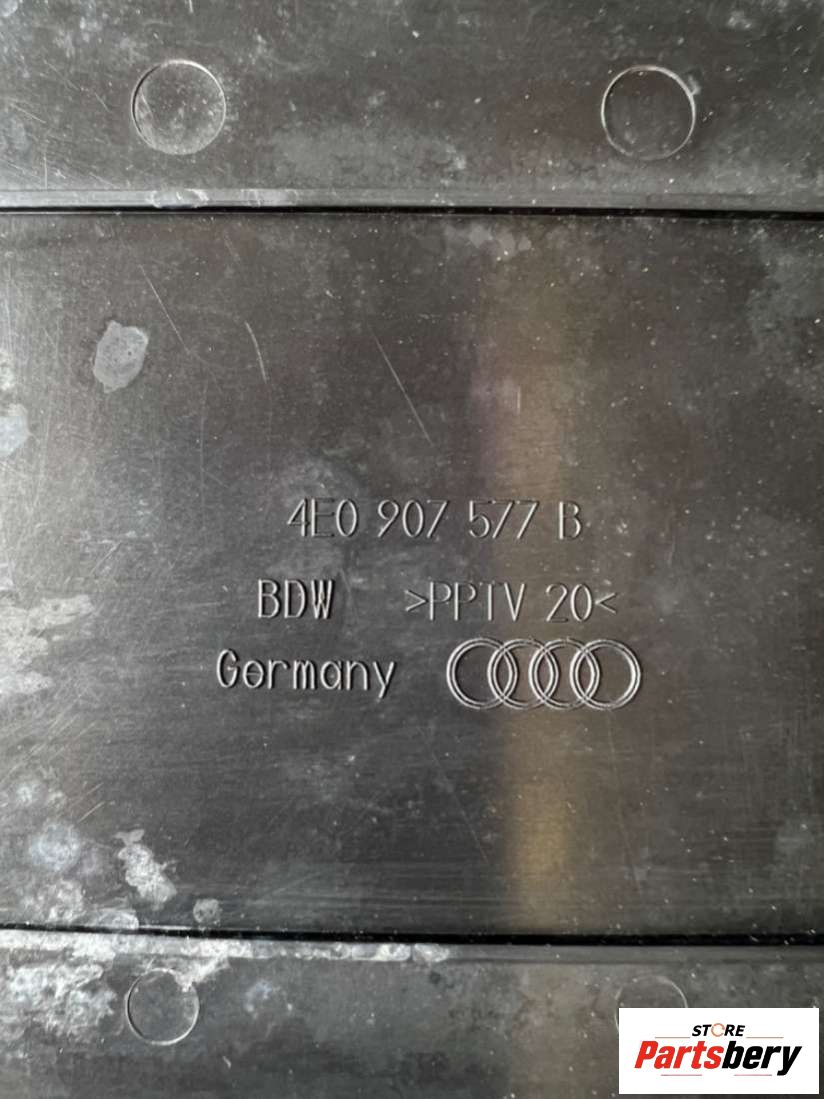 4E0 907 577 B
BDW >PPTV 20<
Germany
STORE
Partsbery